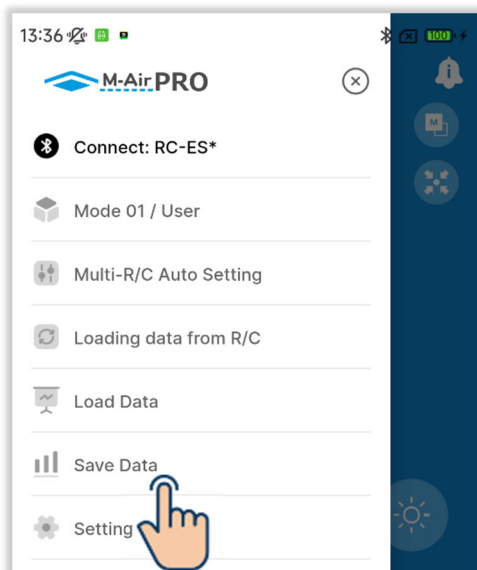 13:36
100
M-Air PRO
Connect: RC-ES*
M
Mode 01 / User
Multi-R/C Auto Setting
Loading data from R/C
Load Data
Save Data
Setting